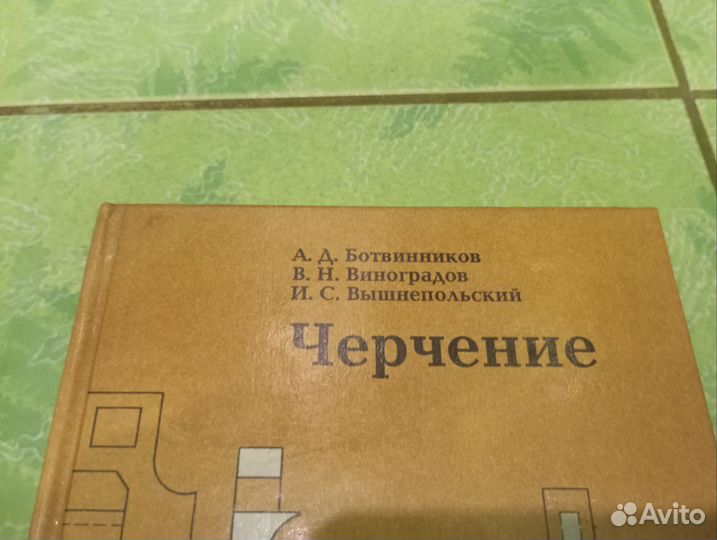 А. Д. Ботвинников
В. Н. Виноградов
И. С. Вышнепольский
Черчение
Avito